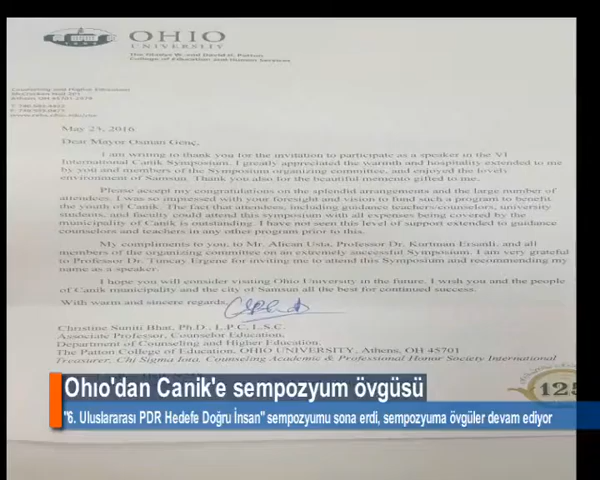 OHIO
UNIVERSITY
The Gladys W. and David H. Patton
College of Education and Human Services
Counseling and Higher Education
May 25, 2016
Dear Mayor Osman Genç,
I am writing to thank you for the invitation to participate as a speaker in the VI
International Canik Symposium. I greatly appreciated the warmth and hospitality extended to me
by you and members of the Symposium organizing committee, and enjoyed the lovely
environment of Samsun. Thank you also for the beautiful memento gifted to me.
Please accept my congratulations on the splendid arrangements and the large number of
attendees. I was so impressed with your foresight and vision to fund such a program to benefit
the youth of Canik. The fact that attendees, including guidance teachers/counselors, university
students, and faculty could attend this symposium with all expenses being covered by the
municipality of Canik is outstanding. I have not seen this level of support extended to guidance
counselors and teachers in any other program prior to this.
My compliments to you, to Mr. Alican Usta, Professor Dr. Kurtman Ersanli, and all
members of the organizing committee on an extremely successful Symposium. I am very grateful
to Professor Dr. Tuncay Ergene for inviting me to attend this Symposium and recommending my
name as a speaker.
I hope you will consider visiting Ohio University in the future. I wish you and the people
of Canik municipality and the city of Samsun all the best for continued success.
With warm and sincere regards,
Christine Suniti Bhat, Ph.D., L.P.C, L.S.C.
Associate Professor, Counselor Education,
Department of Counseling and Higher Education,
The Patton College of Education, OHIO UNIVERSITY, Athens, OH 45701
Treasurer, Chi Sigma Iota, Counseling Academic & Professional Honor Society International
125
Ohıo'dan Canik'e sempozyum övgüsü
"6. Uluslararası PDR Hedefe Doğru İnsan" sempozyumu sona erdi, sempozyuma övgüler devam ediyor